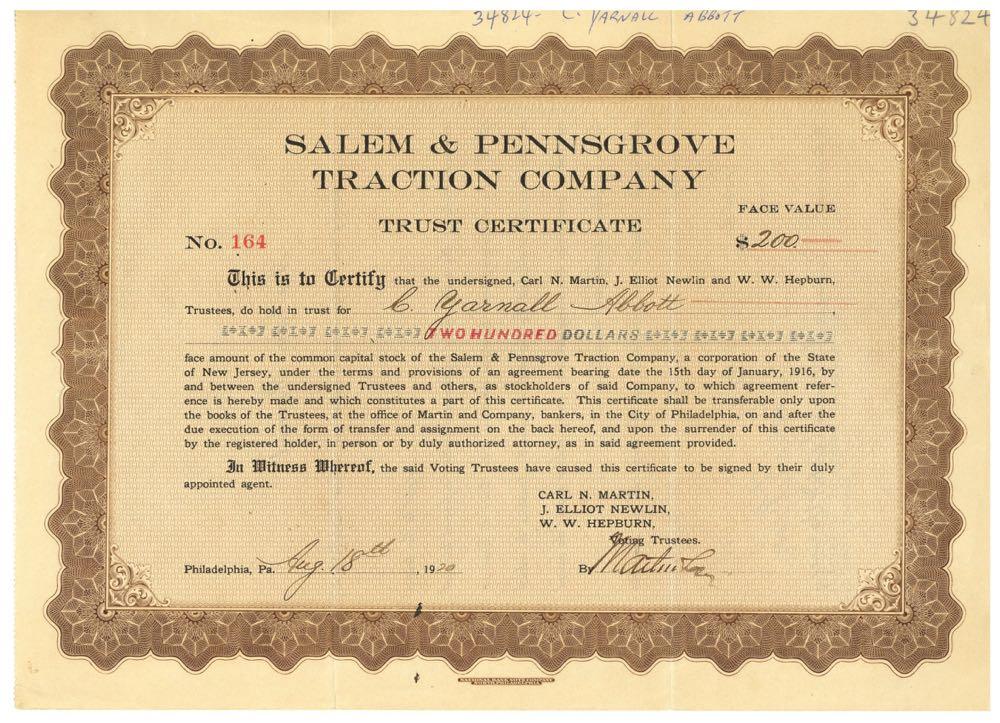 34824- C. YARNALL ABBOTT 34824
SALEM & PENNSGROVE
TRACTION COMPANY
FACE VALUE
TRUST CERTIFICATE
No. 164
$200.
This is to Certify that the undersigned, Carl N. Martin, J. Elliot Newlin and W. W. Hepburn,
Trustees, do hold in trust for C. Yarnall Abbott
TWO HUNDRED DOLLARS
face amount of the common capital stock of the Salem & Pennsgrove Traction Company, a corporation of the State
of New Jersey, under the terms and provisions of an agreement bearing date the 15th day of January, 1916, by
and between the undersigned Trustees and others, as stockholders of said Company, to which agreement refer-
ence is hereby made and which constitutes a part of this certificate. This certificate shall be transferable only upon
the books of the Trustees, at the office of Martin and Company, bankers, in the City of Philadelphia, on and after the
due execution of the form of transfer and assignment on the back hereof, and upon the surrender of this certificate
by the registered holder, in person or by duly authorized attorney, as in said agreement provided.
In Witness Whereof, the said Voting Trustees have caused this certificate to be signed by their duly
appointed agent.
CARL N. MARTIN,
J. ELLIOT NEWLIN,
W. W. HEPBURN,
Voting Trustees.
Philadelphia, Pa. Aug. 18th, 1920
By Martin & Co.